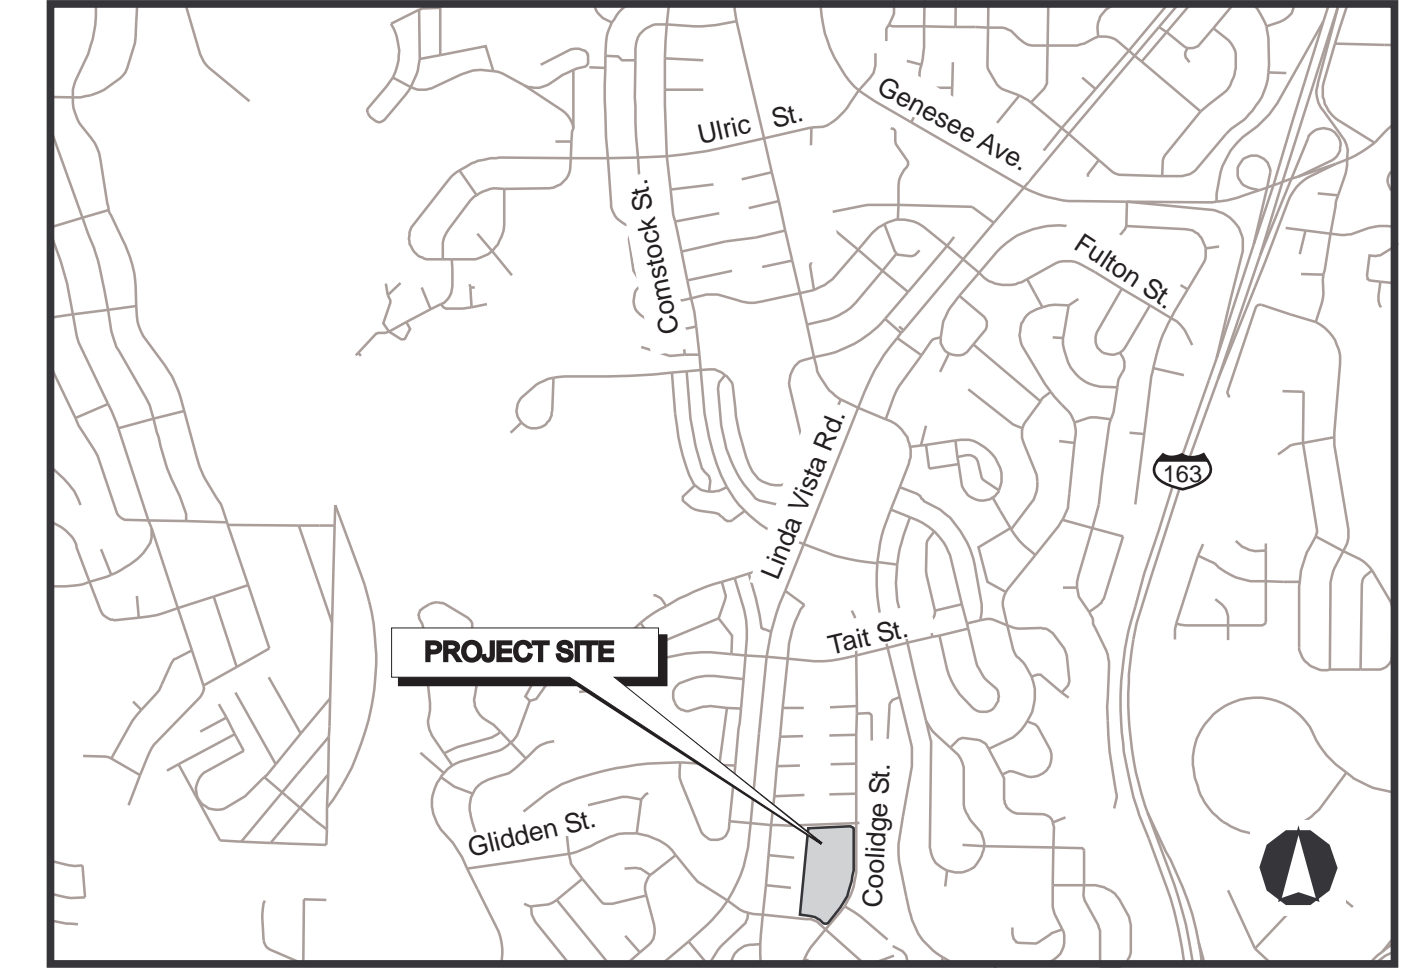 Genesee Ave.
Ulric St.
Comstock St.
Fulton St.
163
Linda Vista Rd.
Tait St.
PROJECT SITE
Coolidge St.
Glidden St.